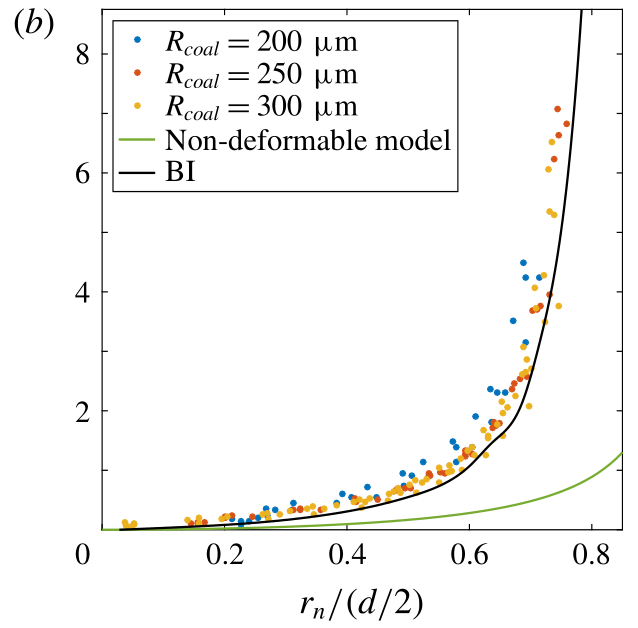 (b)
R_coal = 200 µm
R_coal = 250 µm
R_coal = 300 µm
Non-deformable model
BI
8
6
4
2
0 0.2 0.4 0.6 0.8
r_n/(d/2)